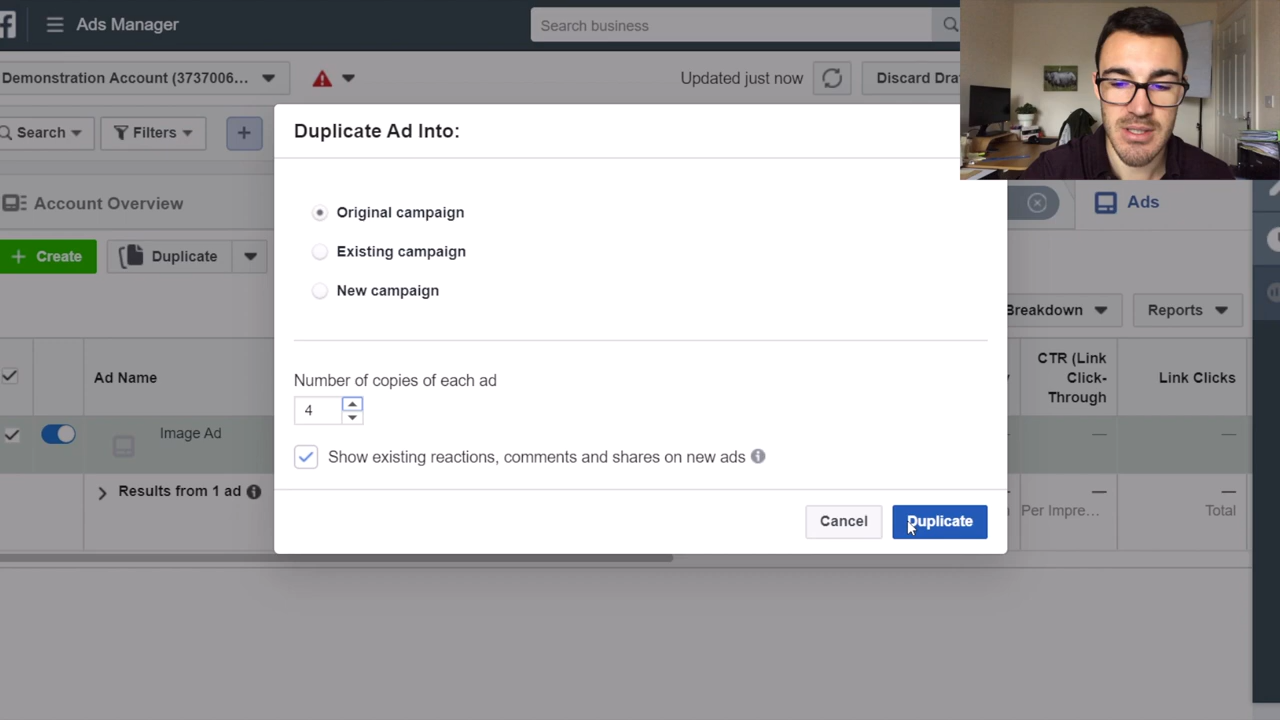 Ads Manager
Search business
Demonstration Account (3737006...
Updated just now
Search
Filters
Duplicate Ad Into:
Account Overview
Original campaign
Existing campaign
New campaign
Ads
Create
Duplicate
Reports
Ad Name
Number of copies of each ad
4
CTR (Link
Click-
Through
Link Clicks
Image Ad
—
—
Show existing reactions, comments and shares on new ads
Results from 1 ad
—
—
Per Impre...
Total
Cancel
Duplicate
Breakdown